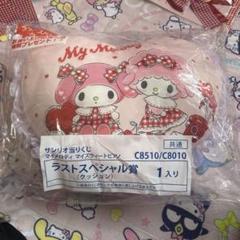 My Melody
サンリオ当りくじ
共通
マイメロディ マイスウィートピアノ
C8510/C8010
ラストスペシャル賞
(クッション)
1入り